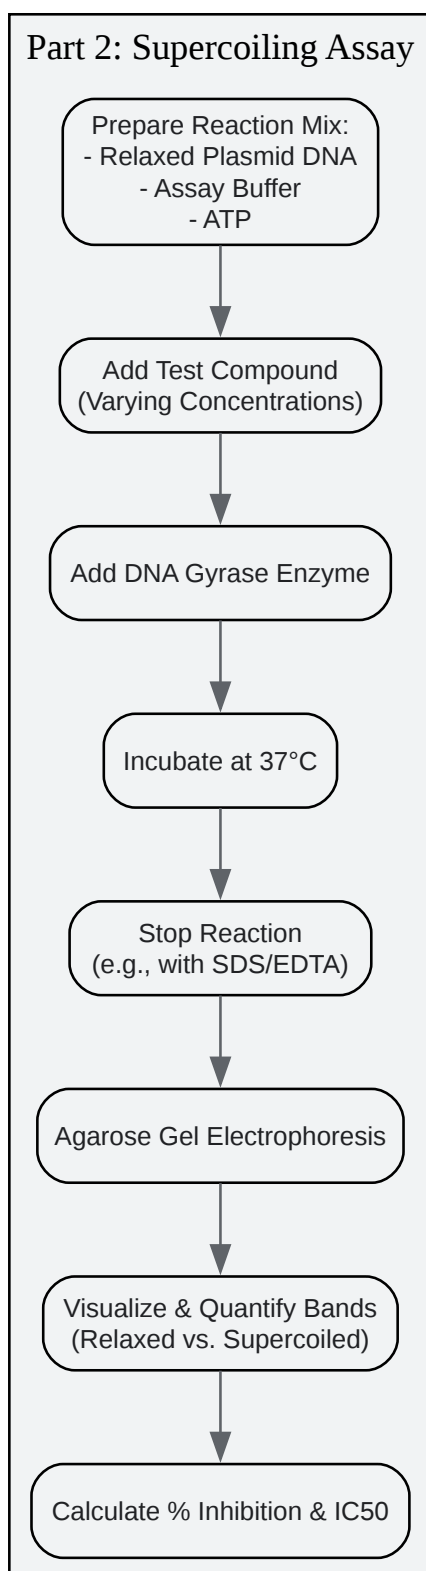 Part 2: Supercoiling Assay
Prepare Reaction Mix:
- Relaxed Plasmid DNA
- Assay Buffer
- ATP
Add Test Compound
(Varying Concentrations)
Add DNA Gyrase Enzyme
Incubate at 37°C
Stop Reaction
(e.g., with SDS/EDTA)
Agarose Gel Electrophoresis
Visualize & Quantify Bands
(Relaxed vs. Supercoiled)
Calculate % Inhibition & IC50